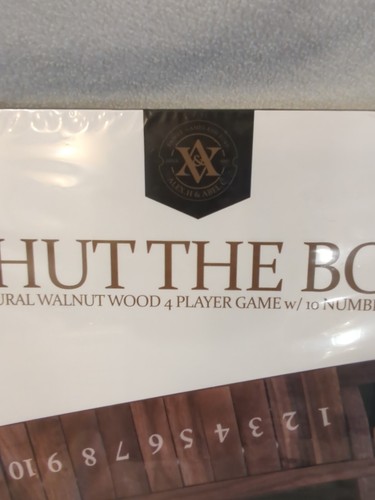 HUT THE BO
URAL WALNUT WOOD 4 PLAYER GAME w/ 10 NUMBE
10 9 8 7 6 5 4 3 2 1